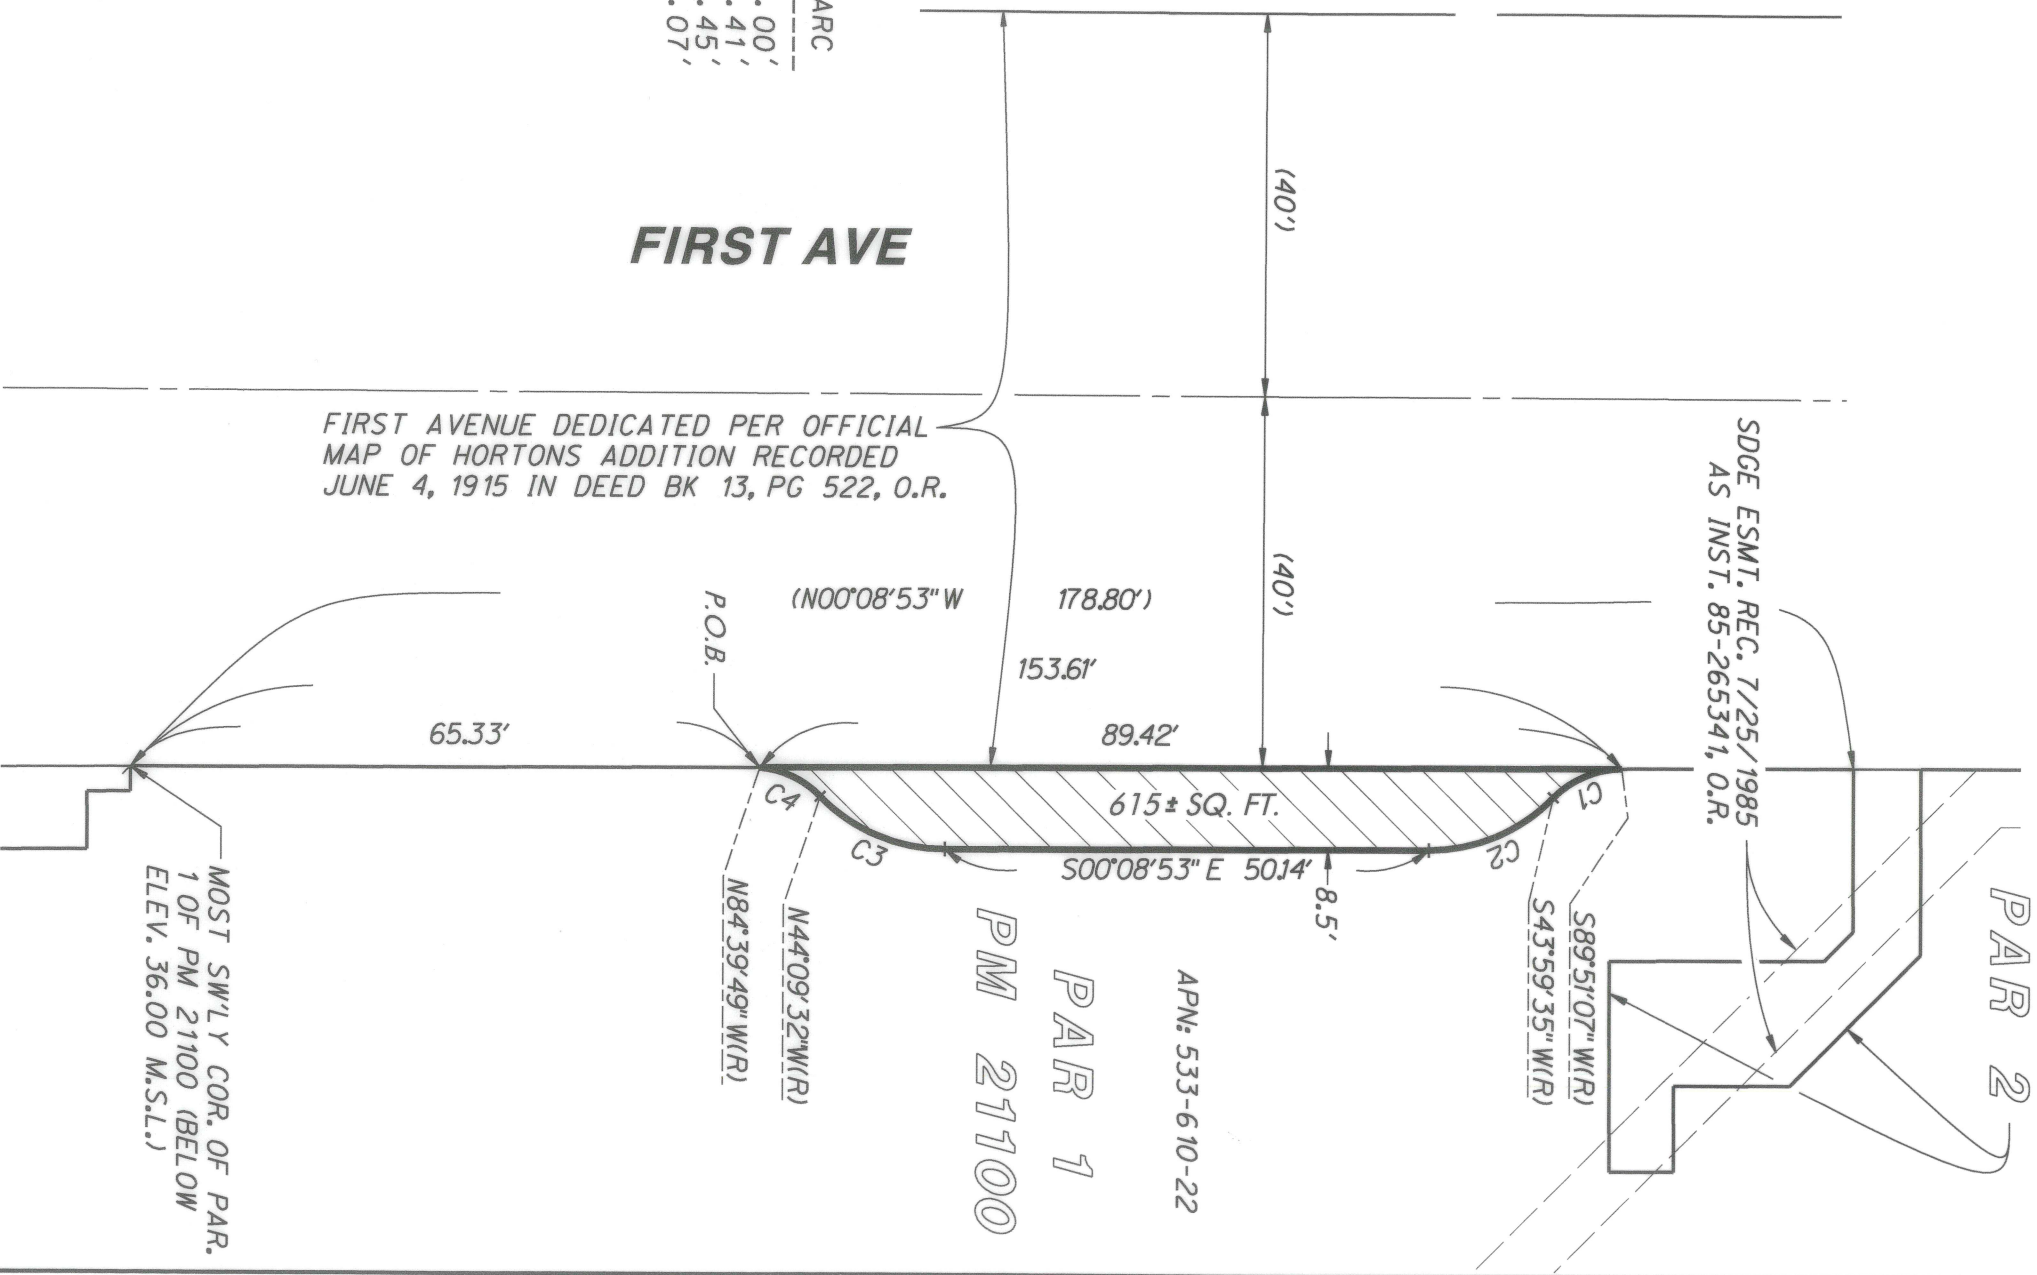 ARC
.00'
.41'
.45'
.07'
(40')
FIRST AVE
FIRST AVENUE DEDICATED PER OFFICIAL
MAP OF HORTONS ADDITION RECORDED
JUNE 4, 1915 IN DEED BK 13, PG 522, O.R.
(40')
SDGE ESMT. REC. 7/25/1985
AS INST. 85-265341, O.R.
(N00°08'53" W 178.80')
P.O.B.
153.61'
65.33'
89.42'
C4
615± SQ. FT.
C1
C3
S00°08'53" E 50.14'
C2
8.5'
MOST SW'LY COR. OF PAR.
1 OF PM 21100 (BELOW
ELEV. 36.00 M.S.L.)
N84°39'49" W(R)
N44°09'32" W(R)
PAR 1
PM 21100
APN: 533-610-22
S43°59'35" W(R)
S89°51'07" W(R)
PAR 2